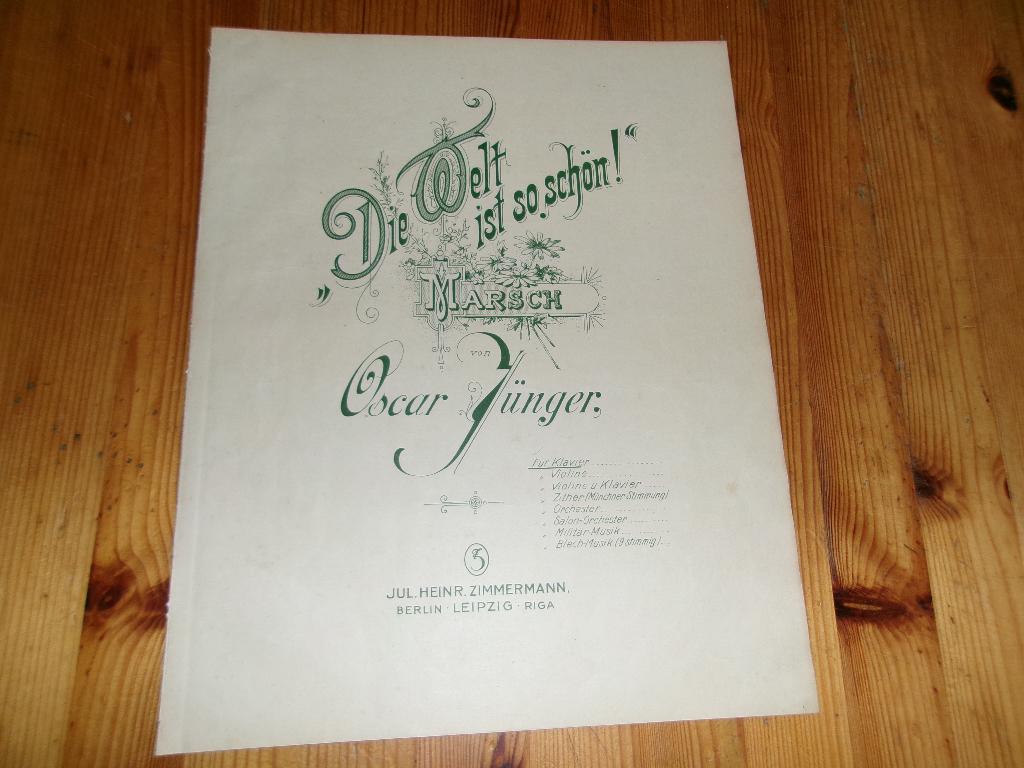 „Die Welt
ist so schön!“
MARSCH
von
Oscar Jünger.
Für Klavier
„ Violine
„ Violine u Klavier
„ Zither (Münchner-Stimmung)
„ Orchester
„ Salon-Orchester
„ Militär-Musik
„ Blech-Musik (9 stimmig)
JUL. HEINR. ZIMMERMANN,
BERLIN · LEIPZIG · RIGA